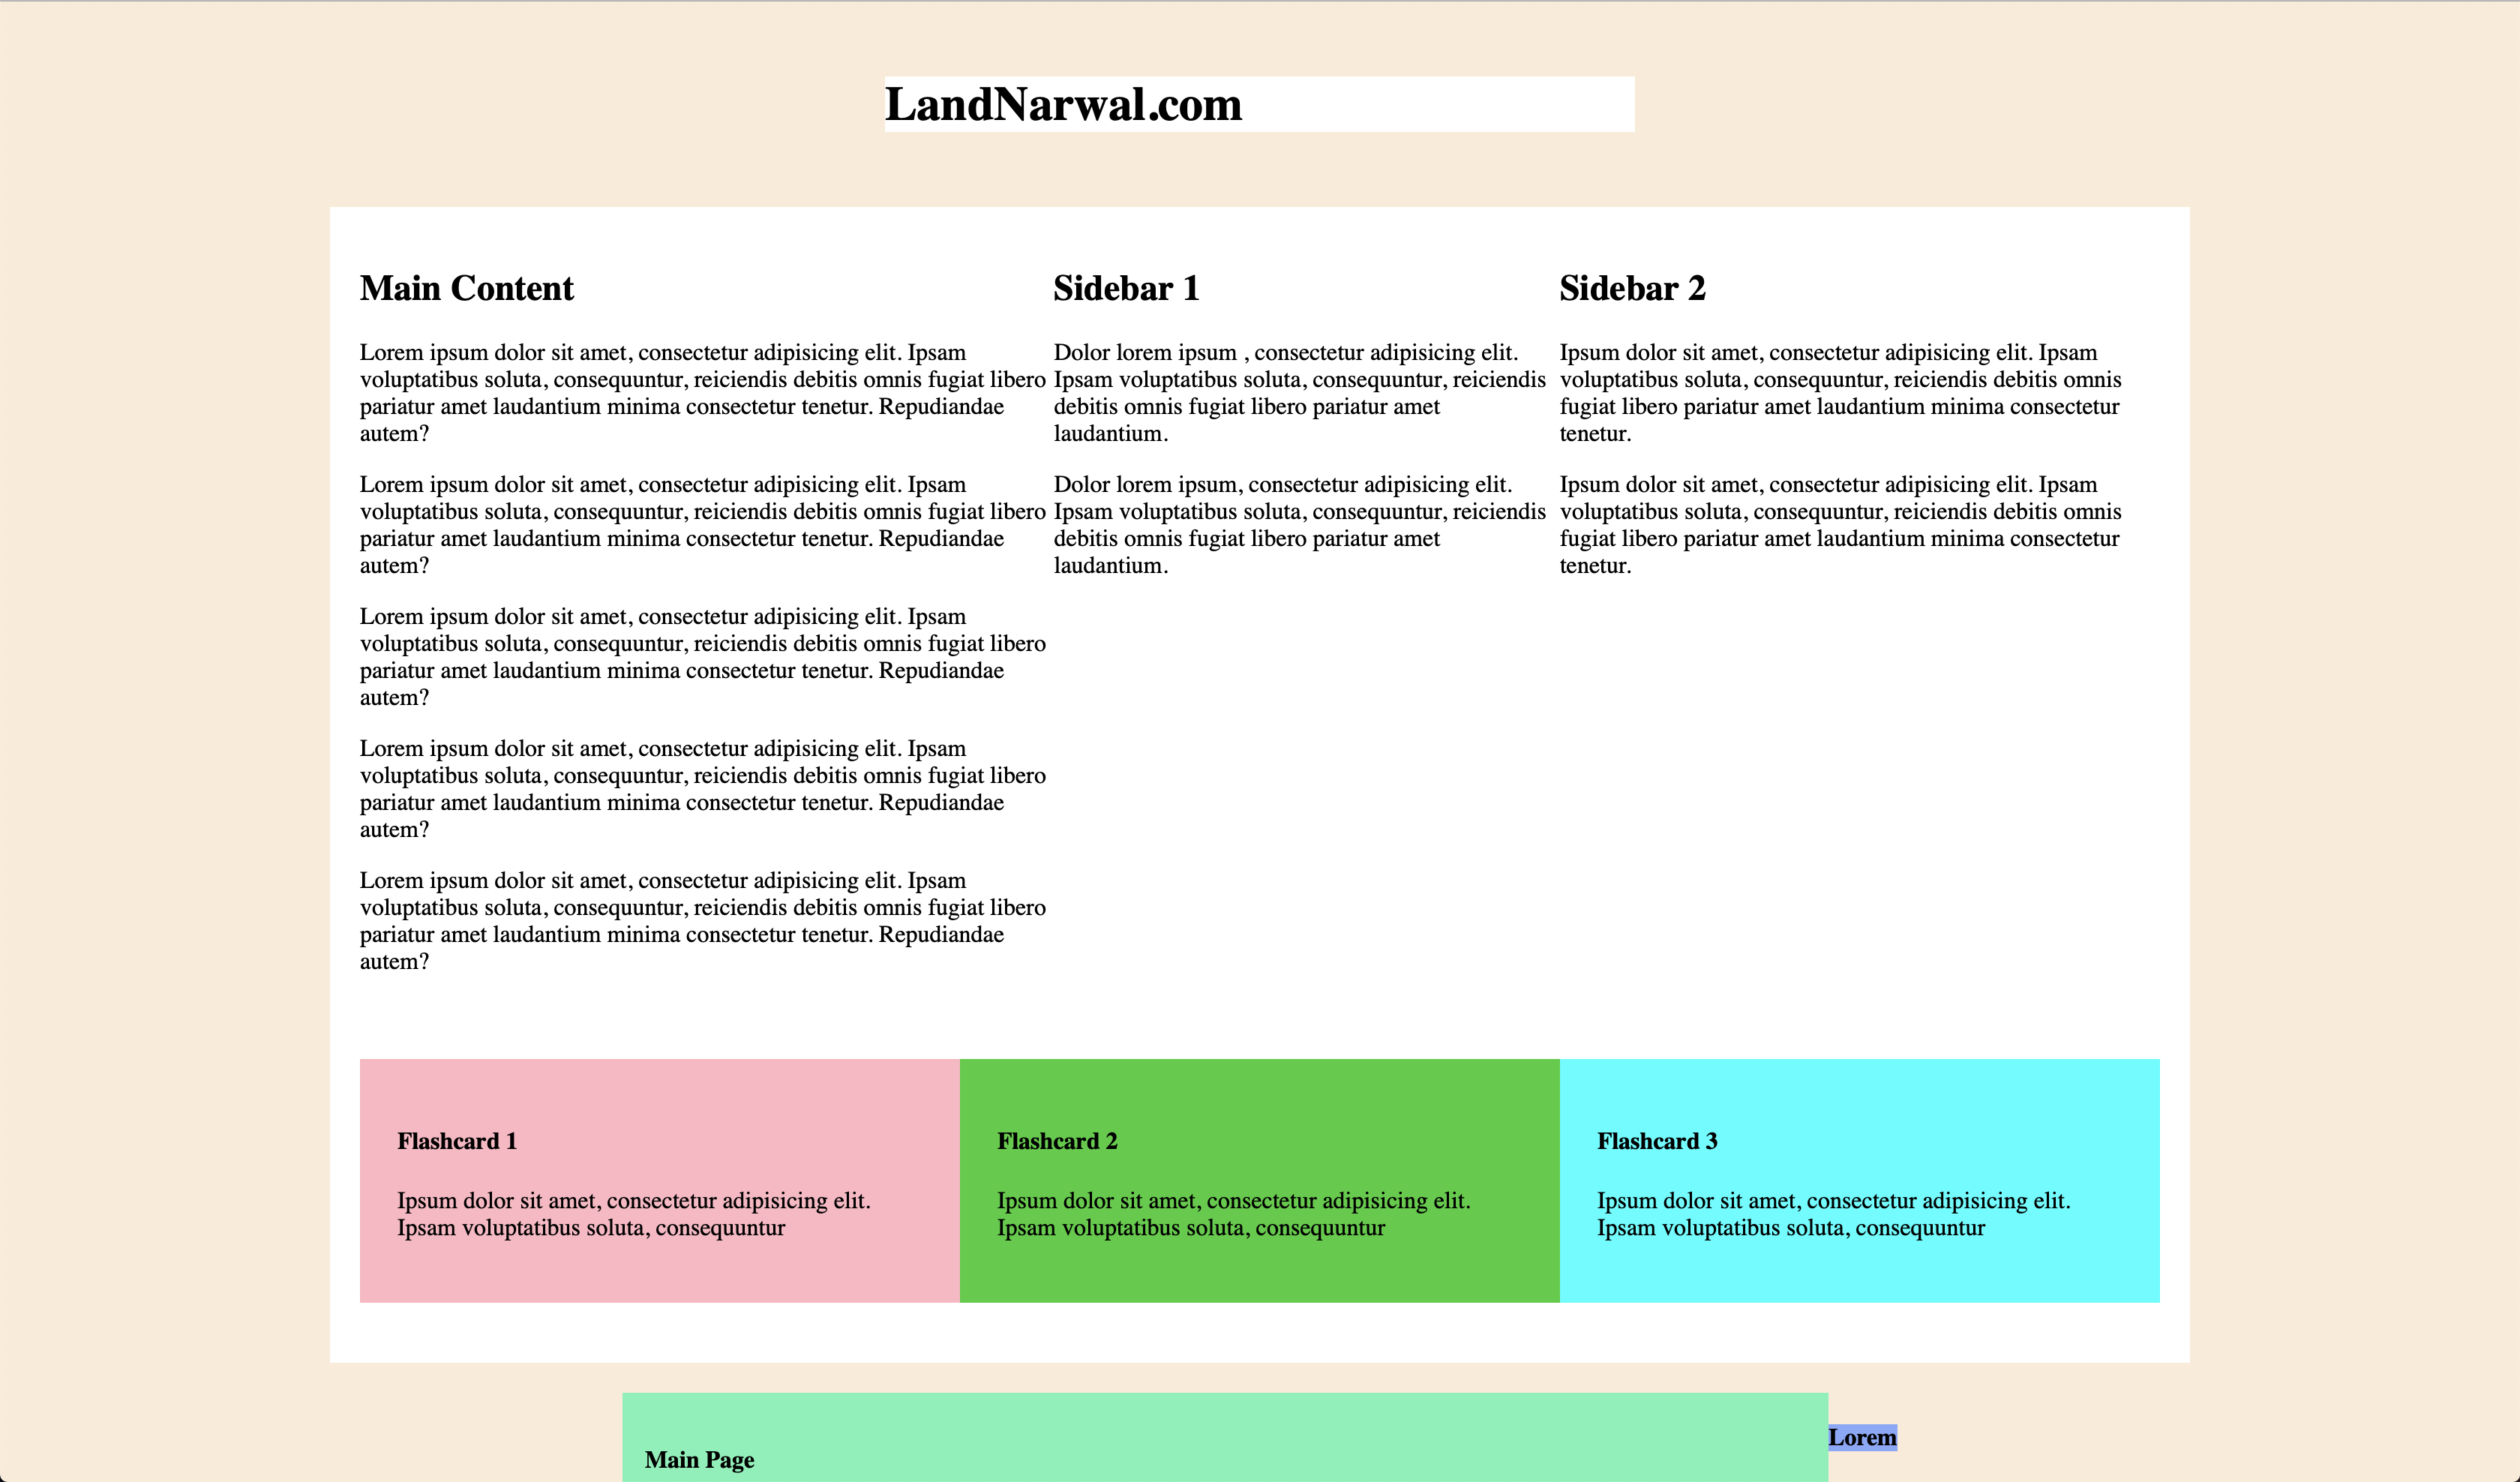 LandNarwal.com
Main Content
Lorem ipsum dolor sit amet, consectetur adipisicing elit. Ipsam
voluptatibus soluta, consequuntur, reiciendis debitis omnis fugiat libero
pariatur amet laudantium minima consectetur tenetur. Repudiandae
autem?
Lorem ipsum dolor sit amet, consectetur adipisicing elit. Ipsam
voluptatibus soluta, consequuntur, reiciendis debitis omnis fugiat libero
pariatur amet laudantium minima consectetur tenetur. Repudiandae
autem?
Lorem ipsum dolor sit amet, consectetur adipisicing elit. Ipsam
voluptatibus soluta, consequuntur, reiciendis debitis omnis fugiat libero
pariatur amet laudantium minima consectetur tenetur. Repudiandae
autem?
Lorem ipsum dolor sit amet, consectetur adipisicing elit. Ipsam
voluptatibus soluta, consequuntur, reiciendis debitis omnis fugiat libero
pariatur amet laudantium minima consectetur tenetur. Repudiandae
autem?
Lorem ipsum dolor sit amet, consectetur adipisicing elit. Ipsam
voluptatibus soluta, consequuntur, reiciendis debitis omnis fugiat libero
pariatur amet laudantium minima consectetur tenetur. Repudiandae
autem?
Sidebar 1
Dolor lorem ipsum , consectetur adipisicing elit.
Ipsam voluptatibus soluta, consequuntur, reiciendis
debitis omnis fugiat libero pariatur amet
laudantium.
Dolor lorem ipsum, consectetur adipisicing elit.
Ipsam voluptatibus soluta, consequuntur, reiciendis
debitis omnis fugiat libero pariatur amet
laudantium.
Sidebar 2
Ipsum dolor sit amet, consectetur adipisicing elit. Ipsam
voluptatibus soluta, consequuntur, reiciendis debitis omnis
fugiat libero pariatur amet laudantium minima consectetur
tenetur.
Ipsum dolor sit amet, consectetur adipisicing elit. Ipsam
voluptatibus soluta, consequuntur, reiciendis debitis omnis
fugiat libero pariatur amet laudantium minima consectetur
tenetur.
Flashcard 1
Ipsum dolor sit amet, consectetur adipisicing elit.
Ipsam voluptatibus soluta, consequuntur
Flashcard 2
Ipsum dolor sit amet, consectetur adipisicing elit.
Ipsam voluptatibus soluta, consequuntur
Flashcard 3
Ipsum dolor sit amet, consectetur adipisicing elit.
Ipsam voluptatibus soluta, consequuntur
Main Page
Lorem